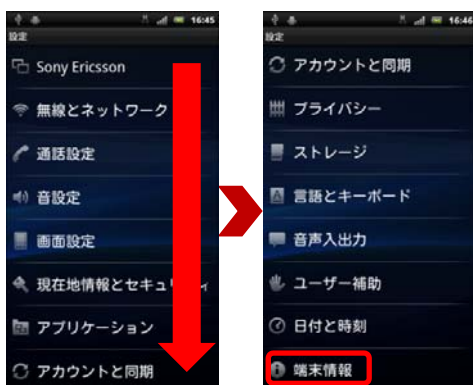 16:45
設定
Sony Ericsson
無線とネットワーク
通話設定
音設定
画面設定
現在地情報とセキュ
アプリケーション
アカウントと同期
16:46
設定
アカウントと同期
プライバシー
ストレージ
言語とキーボード
音声入出力
ユーザー補助
日付と時刻
端末情報